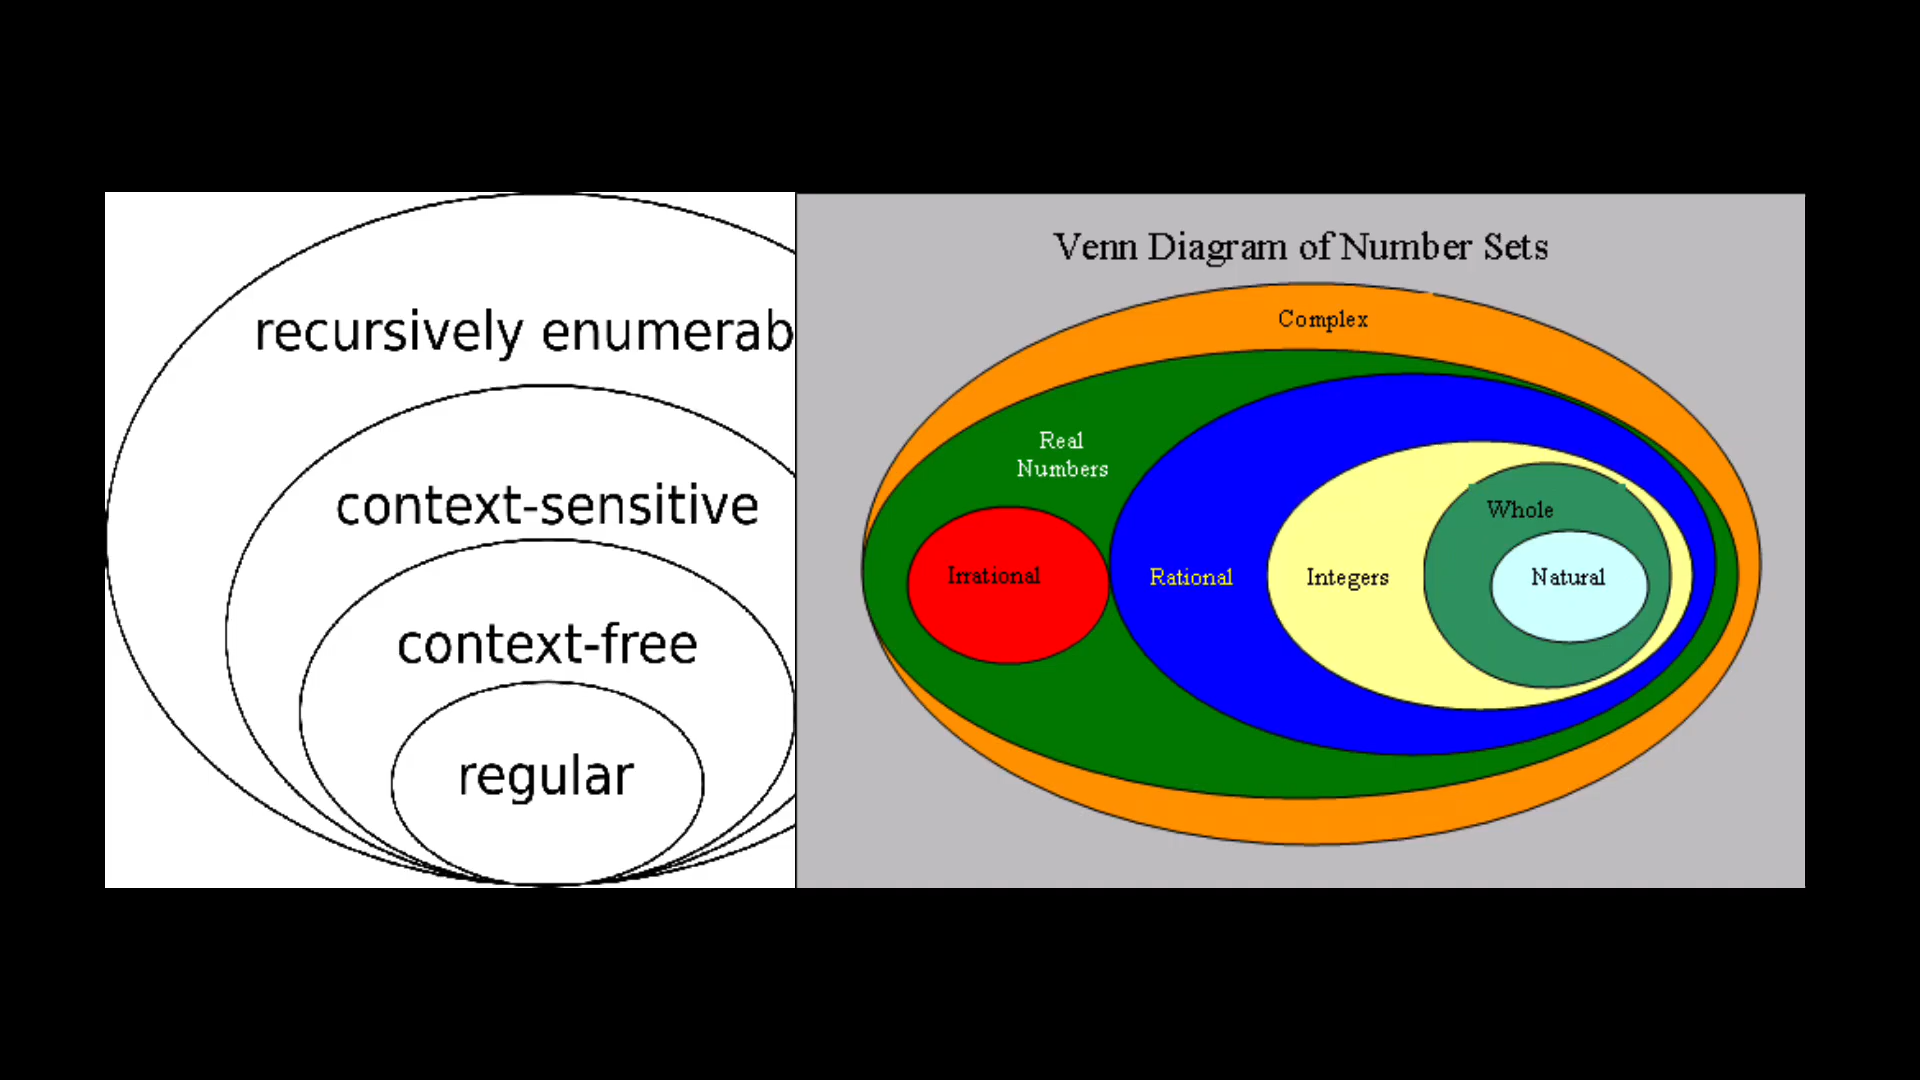 recursively enumerab
context-sensitive
context-free
regular
Venn Diagram of Number Sets
Complex
Real
Numbers
Whole
Irrational
Rational
Integers
Natural